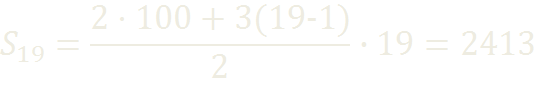 S₁₉ = (2 · 100 + 3(19-1)) / 2 · 19 = 2413